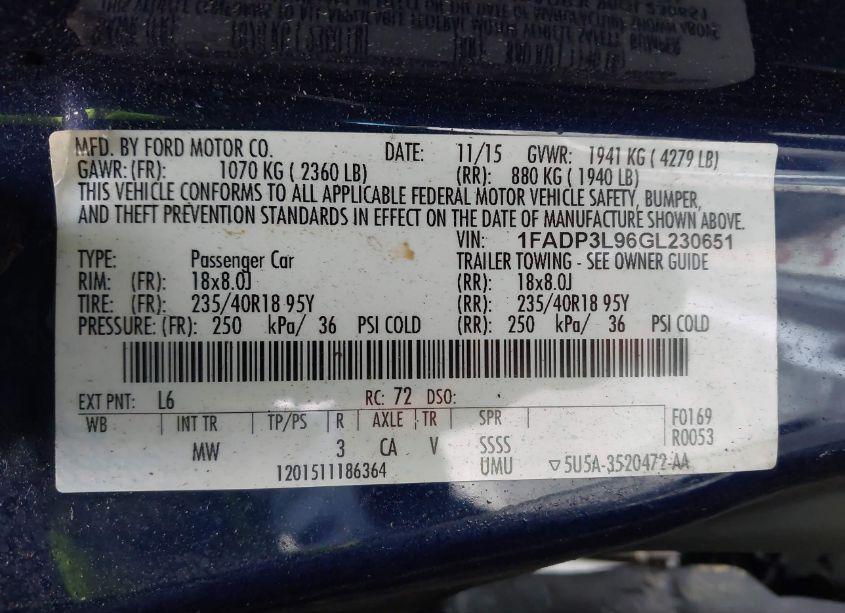 MFD. BY FORD MOTOR CO. DATE: 11/15 GVWR: 1941 KG ( 4279 LB)
GAWR: (FR): 1070 KG ( 2360 LB) (RR): 880 KG ( 1940 LB)
THIS VEHICLE CONFORMS TO ALL APPLICABLE FEDERAL MOTOR VEHICLE SAFETY, BUMPER,
AND THEFT PREVENTION STANDARDS IN EFFECT ON THE DATE OF MANUFACTURE SHOWN ABOVE.
VIN: 1FADP3L96GL230651
TYPE: Passenger Car TRAILER TOWING - SEE OWNER GUIDE
RIM: (FR): 18x8.0J (RR): 18x8.0J
TIRE: (FR): 235/40R18 95Y (RR): 235/40R18 95Y
PRESSURE: (FR): 250 kPa/ 36 PSI COLD (RR): 250 kPa/ 36 PSI COLD
EXT PNT: L6 RC: 72 DSO:
WB INT TR TP/PS R AXLE TR SPR F0169
MW 3 CA V SSSS R0053
1201511186364 UMU ▽5U5A-3520472-AA